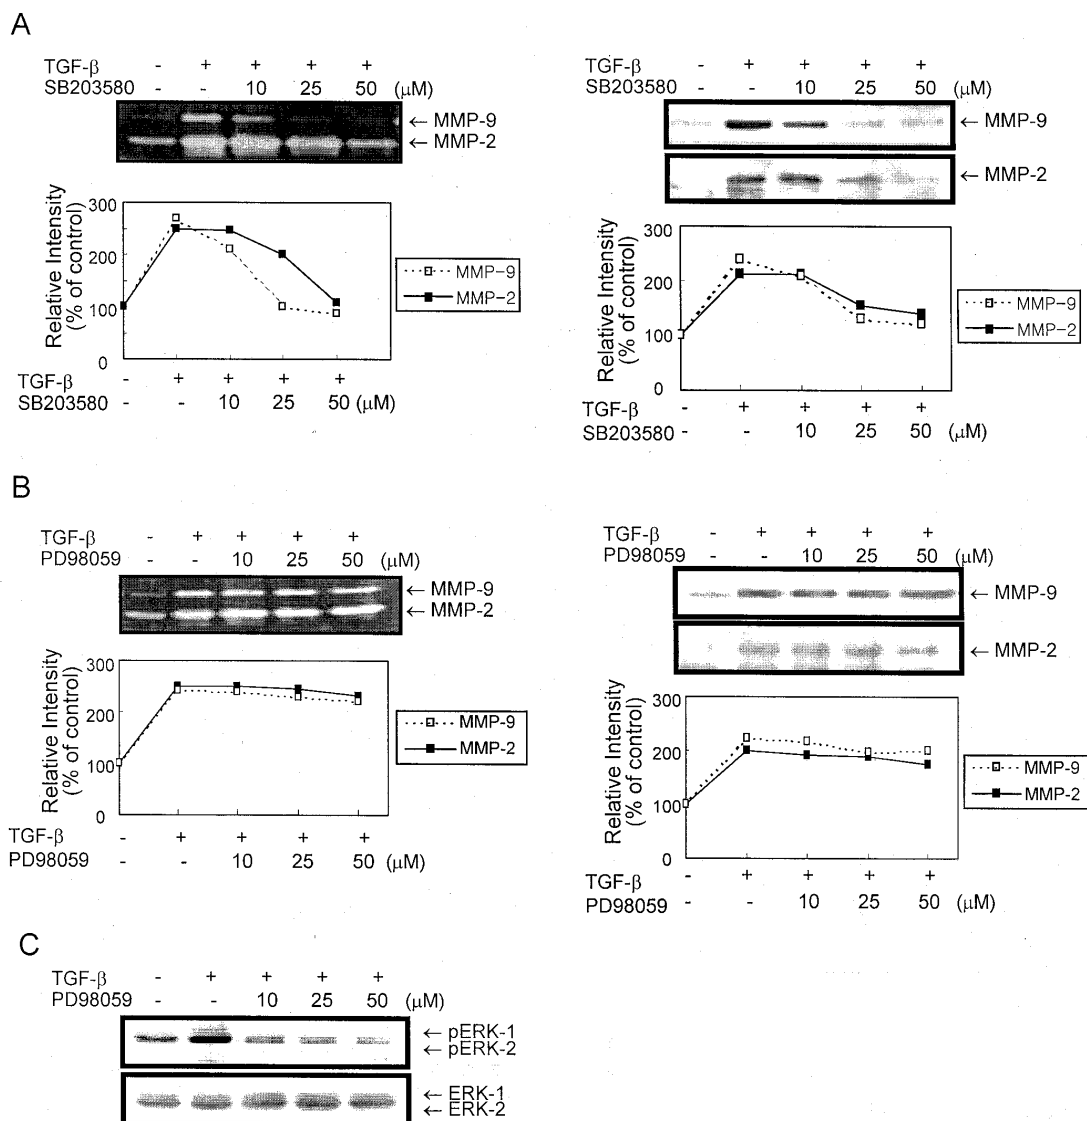 A
TGF-β - + + + +
SB203580 - - 10 25 50 (μM)
← MMP-9
← MMP-2
300
200
100
0
Relative Intensity
(% of control)
MMP-9
MMP-2
TGF-β - + + + +
SB203580 - - 10 25 50 (μM)
TGF-β - + + + +
SB203580 - - 10 25 50 (μM)
← MMP-9
← MMP-2
300
200
100
0
Relative Intensity
(% of control)
MMP-9
MMP-2
TGF-β - + + + +
SB203580 - - 10 25 50 (μM)
B
TGF-β - + + + +
PD98059 - - 10 25 50 (μM)
← MMP-9
← MMP-2
300
200
100
0
Relative Intensity
(% of control)
MMP-9
MMP-2
TGF-β - + + + +
PD98059 - - 10 25 50 (μM)
TGF-β - + + + +
PD98059 - - 10 25 50 (μM)
← MMP-9
← MMP-2
300
200
100
0
Relative Intensity
(% of control)
MMP-9
MMP-2
TGF-β - + + + +
PD98059 - - 10 25 50 (μM)
C
TGF-β - + + + +
PD98059 - - 10 25 50 (μM)
← pERK-1
← pERK-2
← ERK-1
← ERK-2